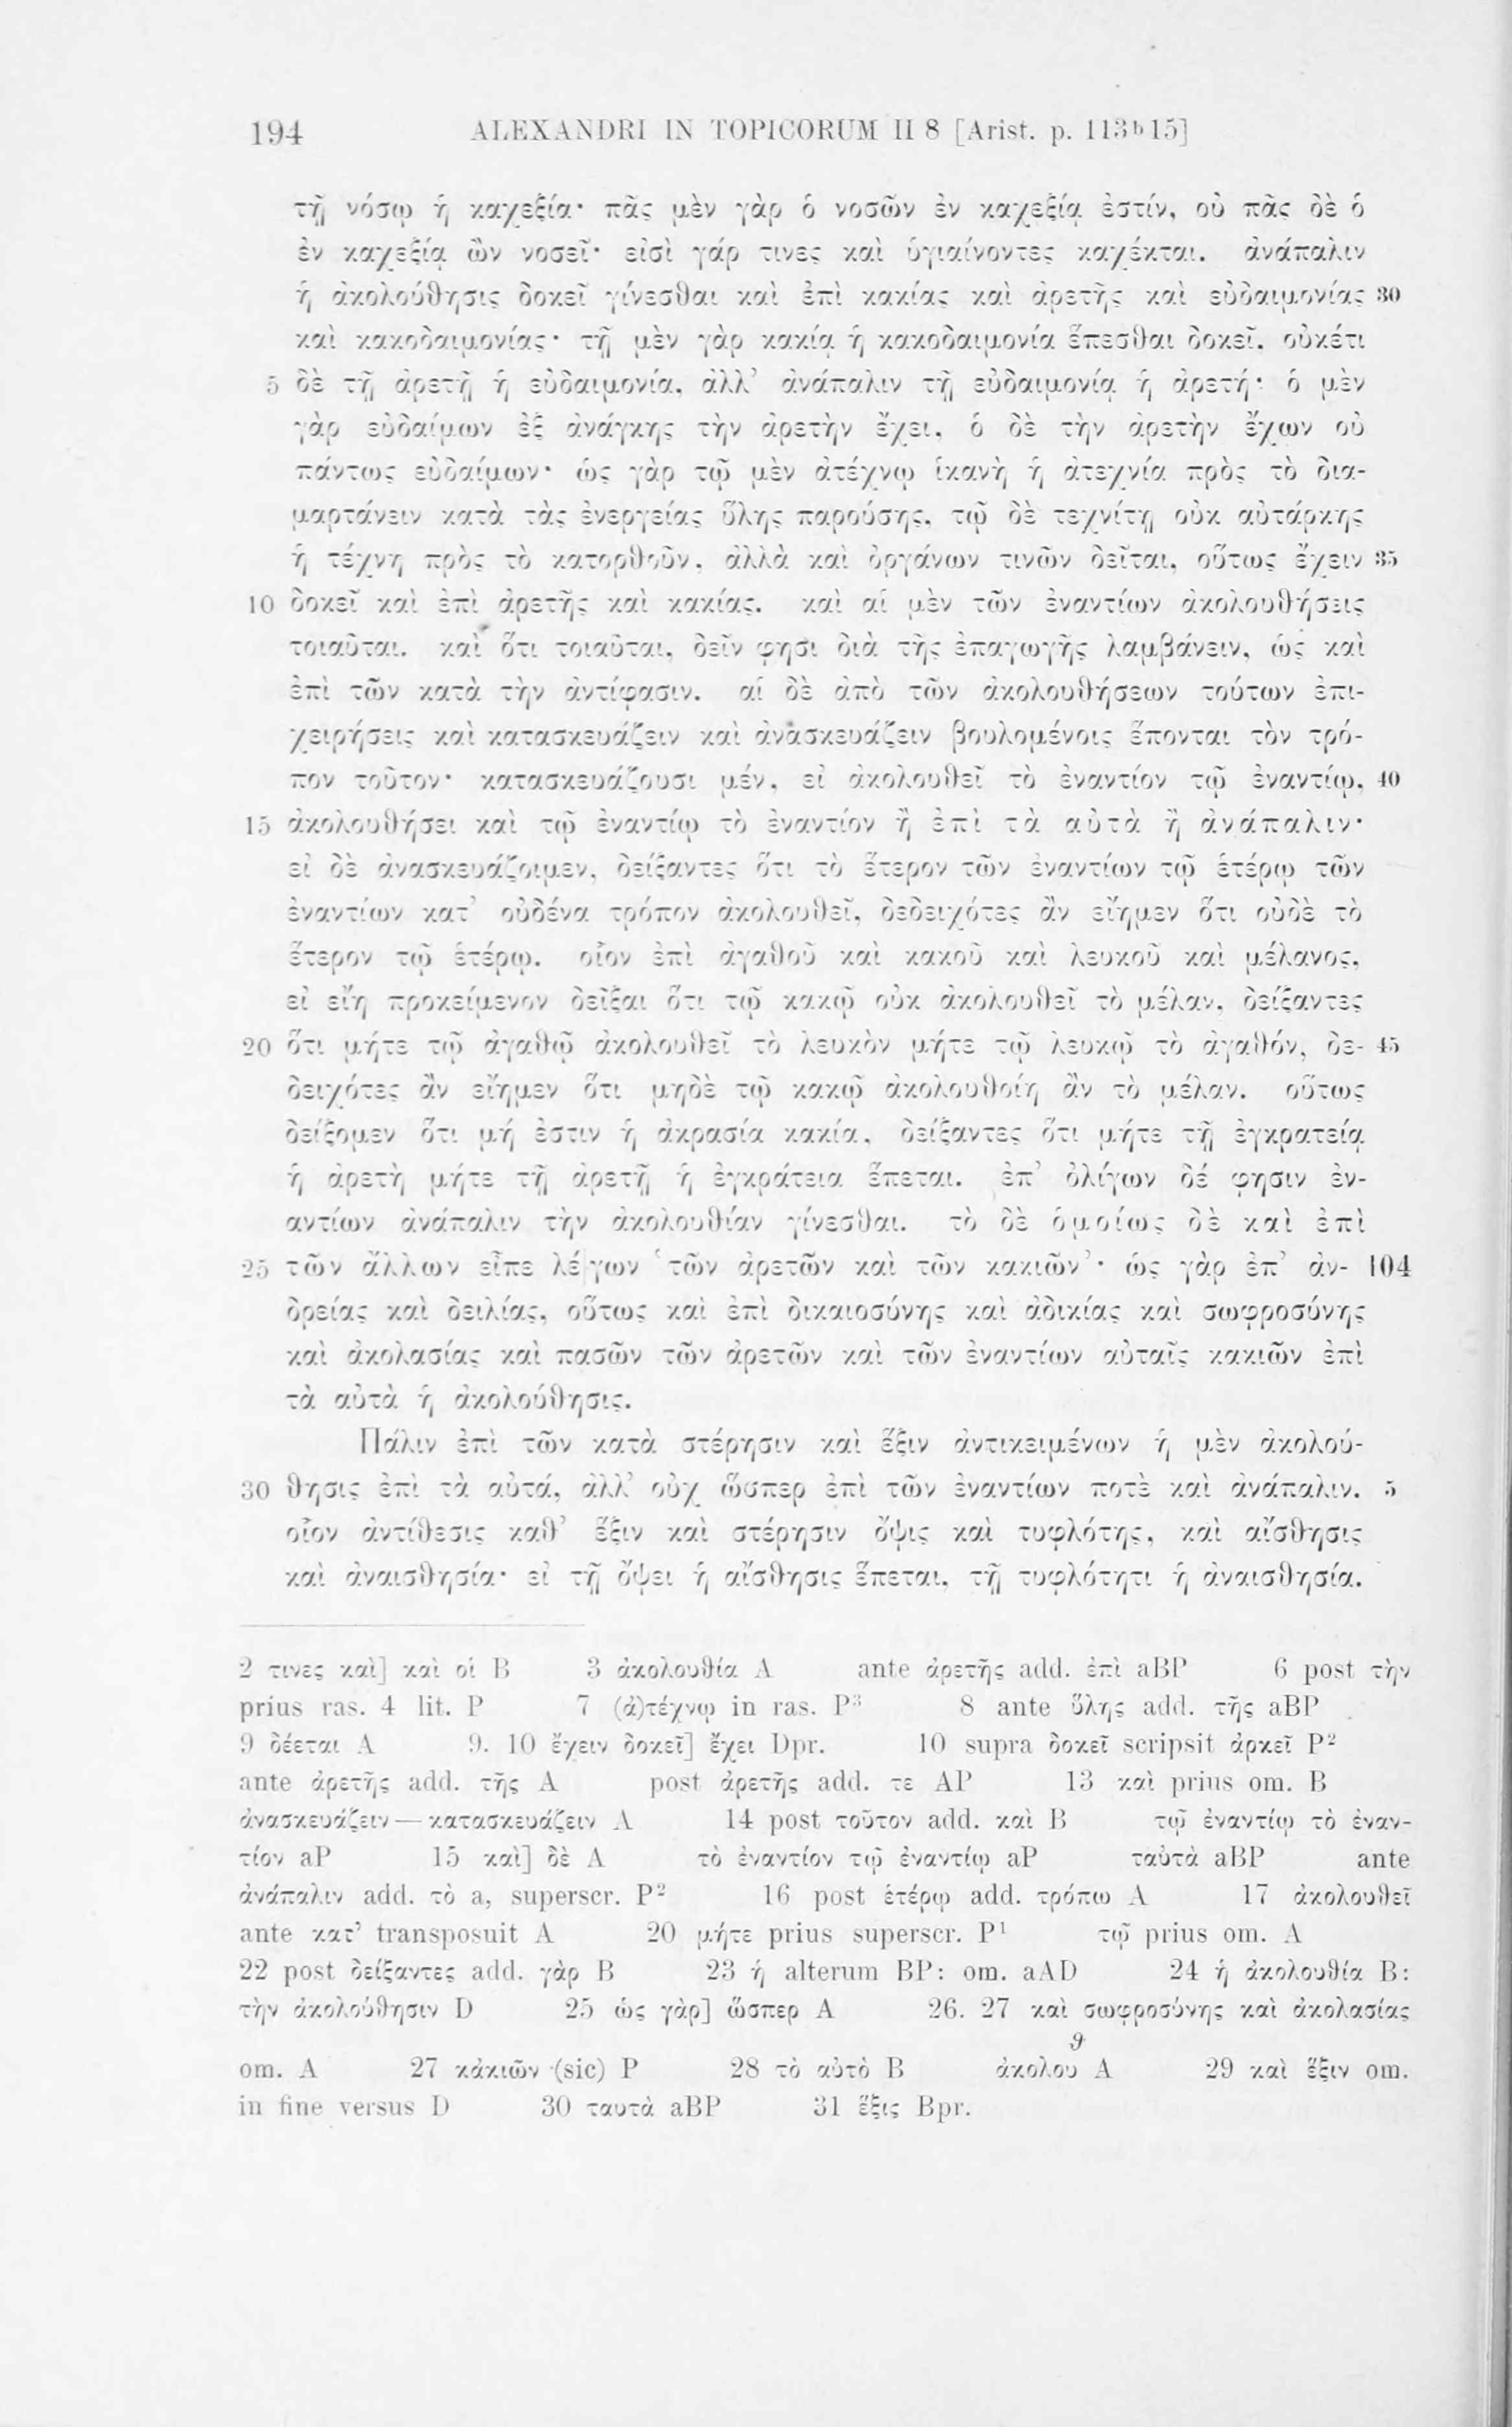 194 ALEXANDRI IN TOPICORUM II 8 [Arist. p. 113ᵇ15]
τῇ νόσῳ ἡ καχεξία· πᾶς μὲν γὰρ ὁ νοσῶν ἐν καχεξίᾳ ἐστίν, οὐ πᾶς δὲ ὁ
ἐν καχεξίᾳ ὢν νοσεῖ· εἰσὶ γάρ τινες καὶ ὑγιαίνοντες καχέκται. ἀνάπαλιν
ἡ ἀκολούθησις δοκεῖ γίνεσθαι καὶ ἐπὶ κακίας καὶ ἀρετῆς καὶ εὐδαιμονίας 30
καὶ κακοδαιμονίας· τῇ μὲν γὰρ κακίᾳ ἡ κακοδαιμονία ἕπεσθαι δοκεῖ, οὐκέτι
5 δὲ τῇ ἀρετῇ ἡ εὐδαιμονία, ἀλλ’ ἀνάπαλιν τῇ εὐδαιμονίᾳ ἡ ἀρετή· ὁ μὲν
γὰρ εὐδαίμων ἐξ ἀνάγκης τὴν ἀρετὴν ἔχει, ὁ δὲ τὴν ἀρετὴν ἔχων οὐ
πάντως εὐδαίμων· ὡς γὰρ τῷ μὲν ἀτέχνῳ ἱκανὴ ἡ ἀτεχνία πρὸς τὸ δια-
μαρτάνειν κατὰ τὰς ἐνεργείας ὕλης παρούσης, τῷ δὲ τεχνίτῃ οὐκ αὐτάρκης
ἡ τέχνη πρὸς τὸ κατορθοῦν, ἀλλὰ καὶ ὀργάνων τινῶν δεῖται, οὕτως ἔχειν 35
10 δοκεῖ καὶ ἐπὶ ἀρετῆς καὶ κακίας. καὶ αἱ μὲν τῶν ἐναντίων ἀκολουθήσεις
τοιαῦται. καὶ ὅτι τοιαῦται, δεῖν φησι διὰ τῆς ἐπαγωγῆς λαμβάνειν, ὡς καὶ
ἐπὶ τῶν κατὰ τὴν ἀντίφασιν. αἱ δὲ ἀπὸ τῶν ἀκολουθήσεων τούτων ἐπι-
χειρήσεις καὶ κατασκευάζειν καὶ ἀνασκευάζειν βουλομένοις ἕπονται τὸν τρό-
πον τοῦτον· κατασκευάζουσι μέν, εἰ ἀκολουθεῖ τὸ ἐναντίον τῷ ἐναντίῳ, 40
15 ἀκολουθήσει καὶ τῷ ἐναντίῳ τὸ ἐναντίον ἢ ἐπὶ τὰ αὐτὰ ἢ ἀνάπαλιν·
εἰ δὲ ἀνασκευάζοιμεν, δείξαντες ὅτι τὸ ἕτερον τῶν ἐναντίων τῷ ἑτέρῳ τῶν
ἐναντίων κατ’ οὐδένα τρόπον ἀκολουθεῖ, δεδειχότες ἂν εἴημεν ὅτι οὐδὲ τὸ
ἕτερον τῷ ἑτέρῳ. οἷον ἐπὶ ἀγαθοῦ καὶ κακοῦ καὶ λευκοῦ καὶ μέλανος,
εἰ εἴη προκείμενον δεῖξαι ὅτι τῷ κακῷ οὐκ ἀκολουθεῖ τὸ μέλαν, δείξαντες
20 ὅτι μήτε τῷ ἀγαθῷ ἀκολουθεῖ τὸ λευκὸν μήτε τῷ λευκῷ τὸ ἀγαθόν, δε- 45
δειχότες ἂν εἴημεν ὅτι μηδὲ τῷ κακῷ ἀκολουθοίη ἂν τὸ μέλαν. οὕτως
δείξομεν ὅτι μή ἐστιν ἡ ἀκρασία κακία, δείξαντες ὅτι μήτε τῇ ἐγκρατείᾳ
ἡ ἀρετὴ μήτε τῇ ἀρετῇ ἡ ἐγκράτεια ἕπεται. ἐπ’ ὀλίγων δέ φησιν ἐν-
αντίων ἀνάπαλιν τὴν ἀκολουθίαν γίνεσθαι. τὸ δὲ ὁμοίως δὲ καὶ ἐπὶ
25 τῶν ἄλλων εἶπε λέγων ‘τῶν ἀρετῶν καὶ τῶν κακιῶν’· ὡς γὰρ ἐπ’ ἀν- 104
δρείας καὶ δειλίας, οὕτως καὶ ἐπὶ δικαιοσύνης καὶ ἀδικίας καὶ σωφροσύνης
καὶ ἀκολασίας καὶ πασῶν τῶν ἀρετῶν καὶ τῶν ἐναντίων αὐταῖς κακιῶν ἐπὶ
τὰ αὐτὰ ἡ ἀκολούθησις.
Πάλιν ἐπὶ τῶν κατὰ στέρησιν καὶ ἕξιν ἀντικειμένων ἡ μὲν ἀκολού-
30 θησις ἐπὶ τὰ αὐτά, ἀλλ’ οὐχ ὥσπερ ἐπὶ τῶν ἐναντίων ποτὲ καὶ ἀνάπαλιν. 5
οἷον ἀντίθεσις καθ’ ἕξιν καὶ στέρησιν ὄψις καὶ τυφλότης, καὶ αἴσθησις
καὶ ἀναισθησία· εἰ τῇ ὄψει ἡ αἴσθησις ἕπεται, τῇ τυφλότητι ἡ ἀναισθησία.
2 τινες καὶ] καὶ οἱ B 3 ἀκολουθία A ante ἀρετῆς add. ἐπὶ aBP 6 post τὴν
prius ras. 4 lit. P 7 (ἀ)τέχνῳ in ras. P³ 8 ante ὕλης add. τῆς aBP
9 δέεται A 9. 10 ἔχειν δοκεῖ] ἔχει Dpr. 10 supra δοκεῖ scripsit ἀρκεῖ P²
ante ἀρετῆς add. τῆς A post ἀρετῆς add. τε AP 13 καὶ prius om. B
ἀνασκευάζειν — κατασκευάζειν A 14 post τοῦτον add. καὶ B τῷ ἐναντίῳ τὸ ἐναν-
τίον aP 15 καὶ] δὲ A τὸ ἐναντίον τῷ ἐναντίῳ aP ταὐτὰ aBP ante
ἀνάπαλιν add. τὸ a, superscr. P² 16 post ἑτέρῳ add. τρόπω A 17 ἀκολουθεῖ
ante κατ’ transposuit A 20 μήτε prius superscr. P¹ τῷ prius om. A
22 post δείξαντες add. γὰρ B 23 ἡ alterum BP: om. aAD 24 ἡ ἀκολουθία B:
τὴν ἀκολούθησιν D 25 ὡς γὰρ] ὥσπερ A 26. 27 καὶ σωφροσύνης καὶ ἀκολασίας
om. A 27 κἀκιῶν (sic) P 28 τὸ αὐτὸ B ἀκολουᶿ A 29 καὶ ἕξιν om.
in fine versus D 30 ταυτὰ aBP 31 ἕξις Bpr.